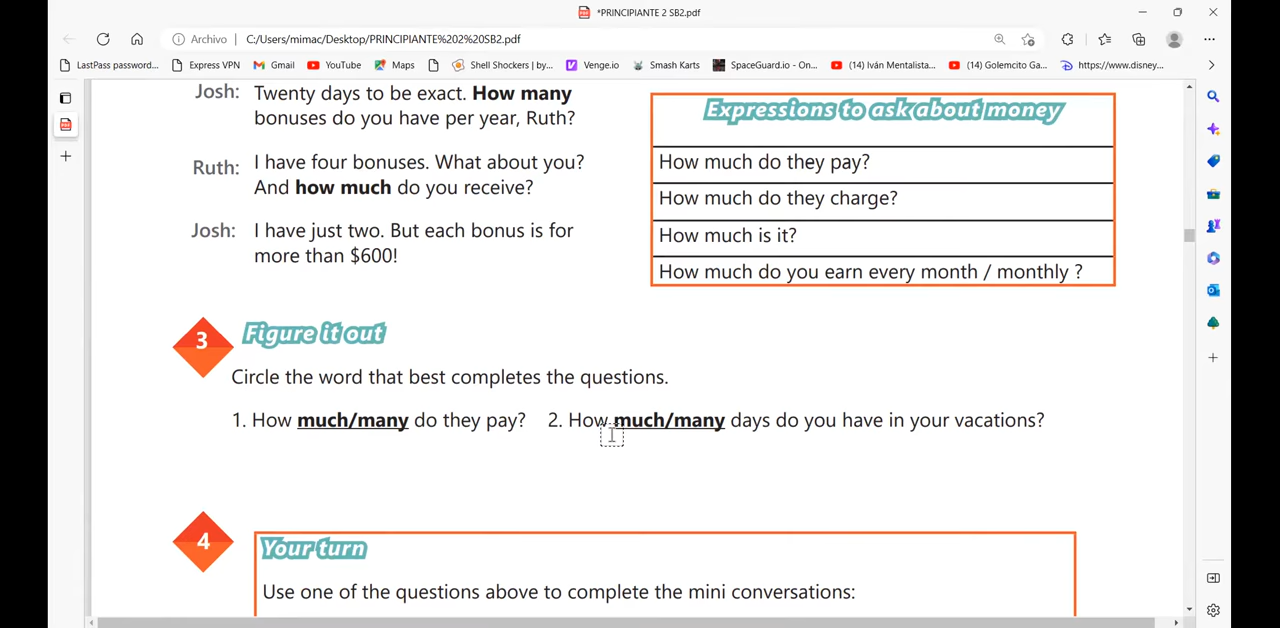 *PRINCIPIANTE 2 SB2.pdf
Archivo | C:/Users/mimac/Desktop/PRINCIPIANTE%202%20SB2.pdf
LastPass password... Express VPN Gmail YouTube Maps Shell Shockers | by... Venge.io Smash Karts SpaceGuard.io - On... (14) Iván Mentalista... (14) Golemcito Ga... https://www.disney...
Josh: Twenty days to be exact. How many
bonuses do you have per year, Ruth?
Ruth: I have four bonuses. What about you?
And how much do you receive?
Josh: I have just two. But each bonus is for
more than $600!
Expressions to ask about money
How much do they pay?
How much do they charge?
How much is it?
How much do you earn every month / monthly ?
3 Figure it out
Circle the word that best completes the questions.
1. How much/many do they pay? 2. How much/many days do you have in your vacations?
4 Your turn
Use one of the questions above to complete the mini conversations: